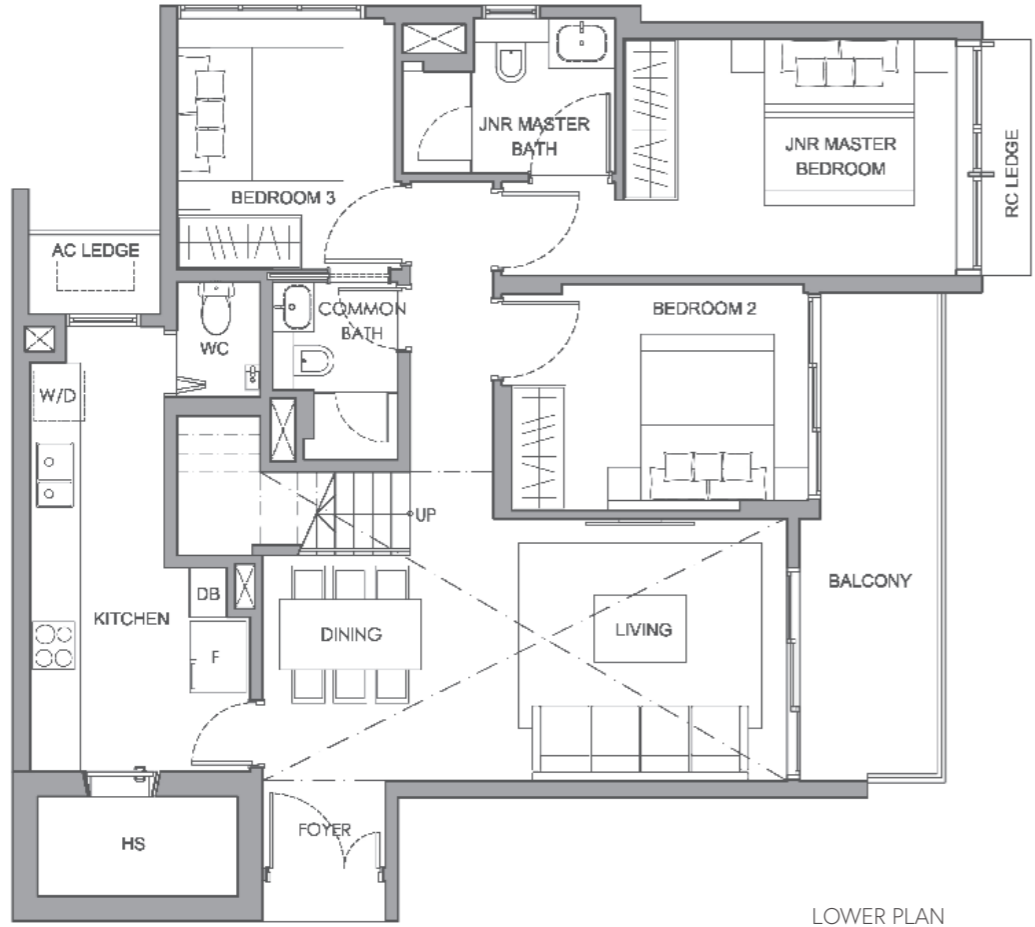 JNR MASTER
BATH
JNR MASTER
BEDROOM
RC LEDGE
BEDROOM 3
AC LEDGE
COMMON
BATH
BEDROOM 2
WC
W/D
UP
DB
BALCONY
KITCHEN
DINING
LIVING
F
FOYER
HS
LOWER PLAN